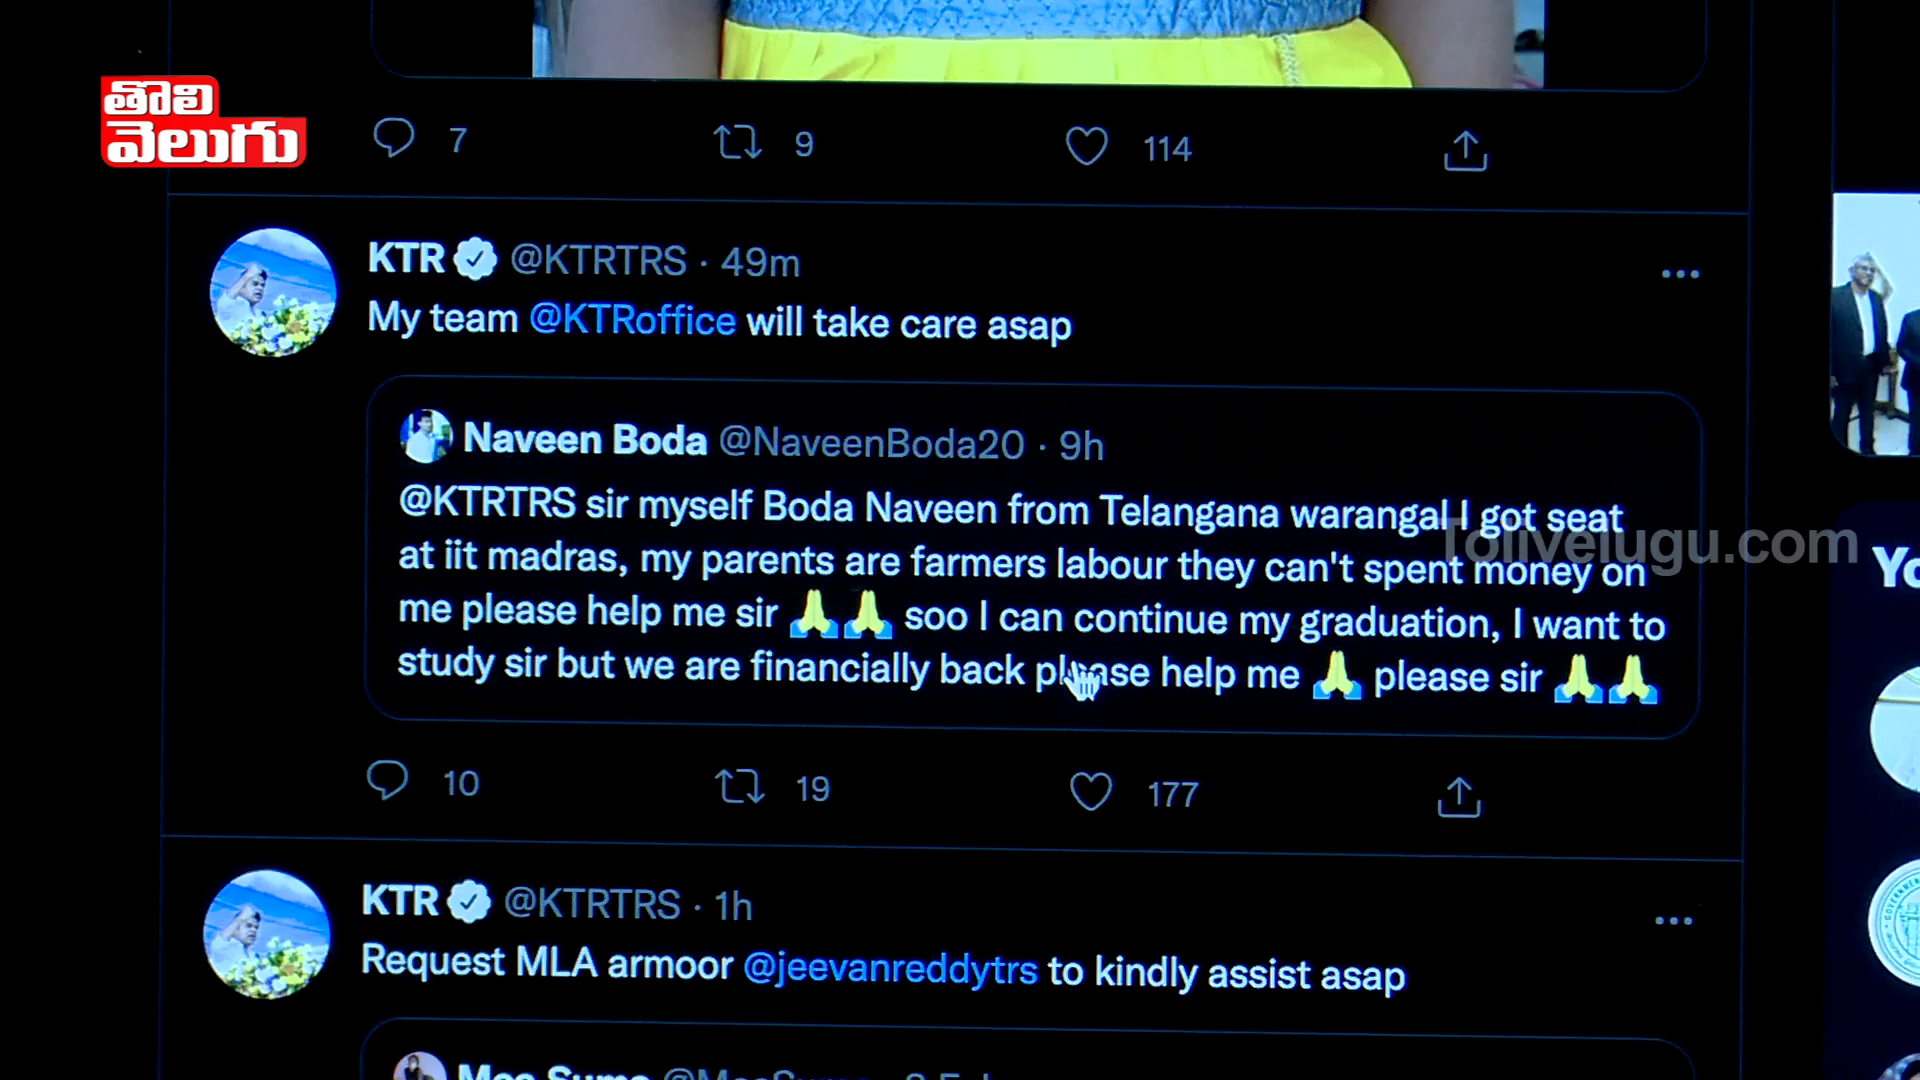 తొలి
వెలుగు
7 9 114
KTR @KTRTRS · 49m
My team @KTRoffice will take care asap
Naveen Boda @NaveenBoda20 · 9h
@KTRTRS sir myself Boda Naveen from Telangana warangal I got seat
at iit madras, my parents are farmers labour they can't spent money on
me please help me sir 🙏🙏 soo I can continue my graduation, I want to
study sir but we are financially back please help me 🙏 please sir 🙏🙏
Tolivelugu.com
10 19 177
KTR @KTRTRS · 1h
Request MLA armoor @jeevanreddytrs to kindly assist asap